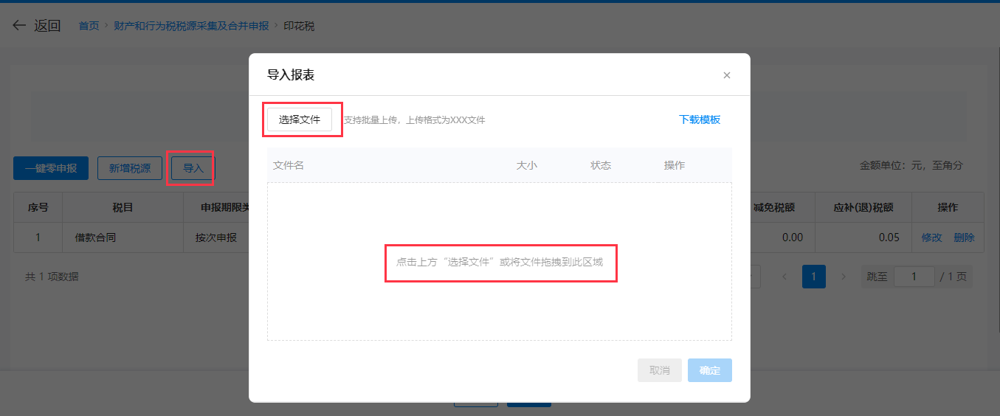 返回 首页 > 财产和行为税税源采集及合并申报 > 印花税
导入报表 ×
选择文件 支持批量上传，上传格式为XXX文件 下载模板
文件名 大小 状态 操作
一键零申报 新增税源 导入 金额单位：元，至角分
序号 税目 申报期限类 减免税额 应补(退)税额 操作
1 借款合同 按次申报 0.00 0.05 修改 删除
点击上方“选择文件”或将文件拖拽到此区域
共 1 项数据 < 1 > 跳至 1 / 1 页
取消 确定